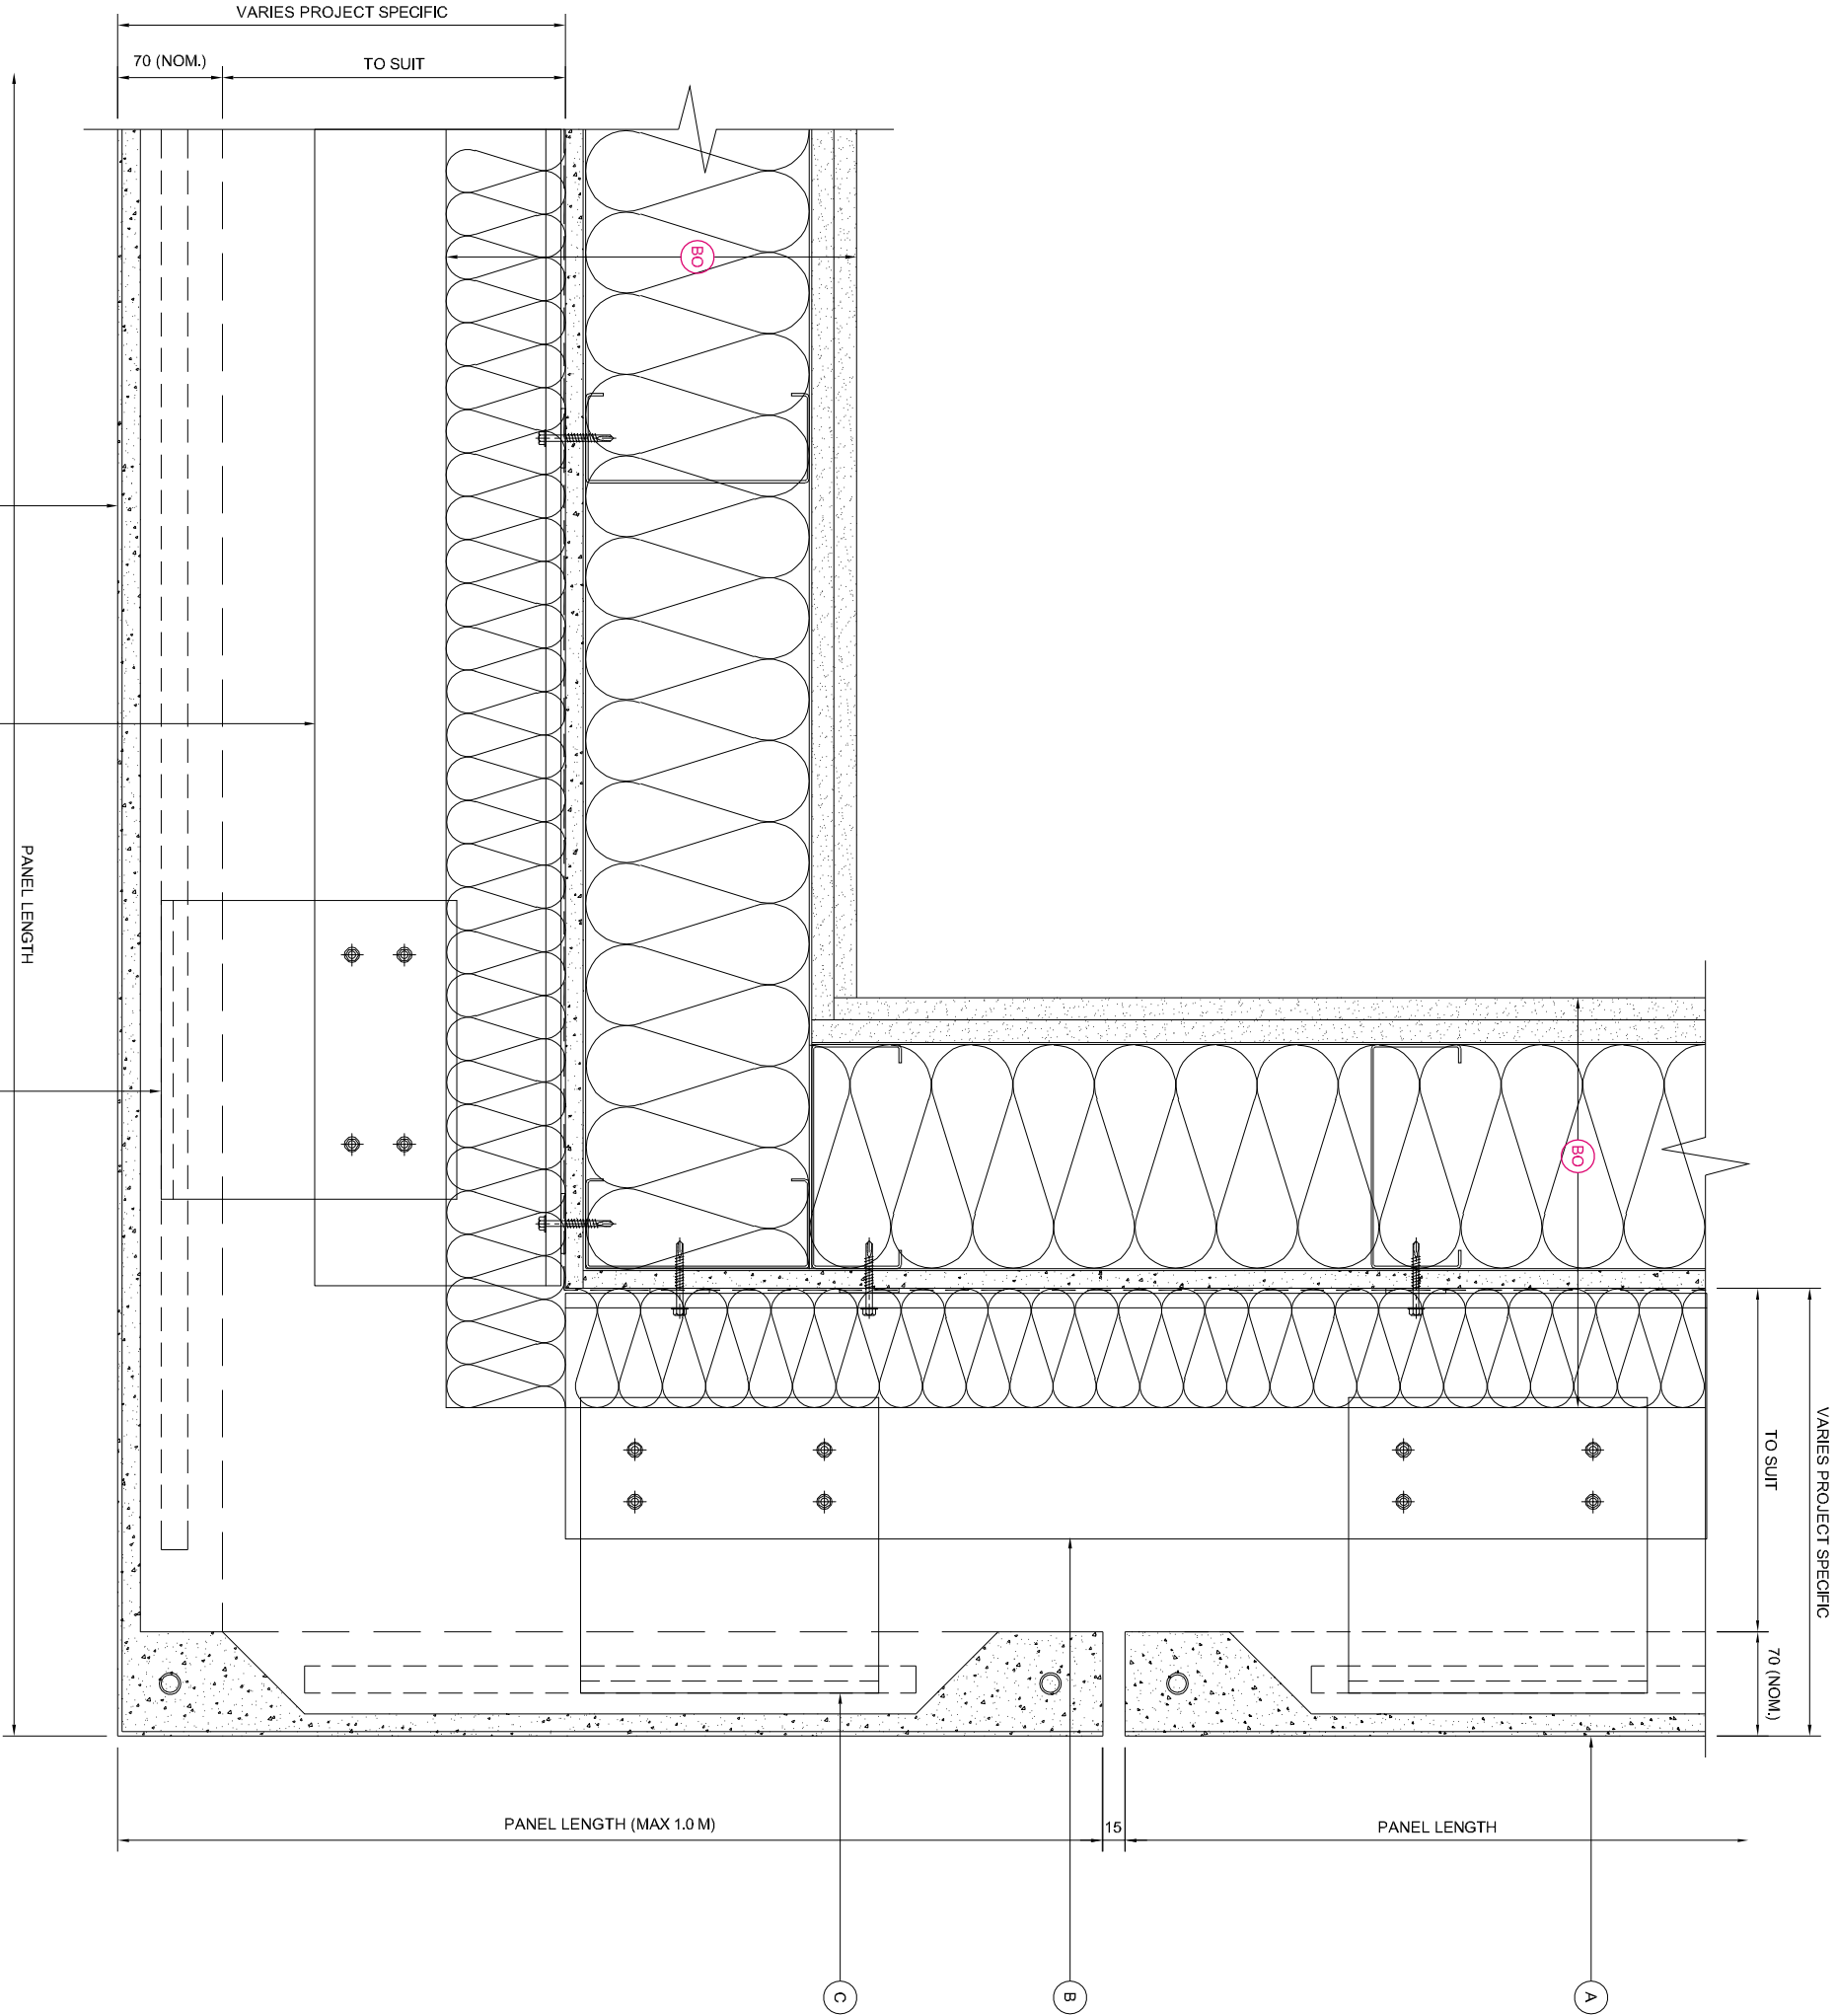 VARIES PROJECT SPECIFIC
70 (NOM.)
TO SUIT
BO
BO
PANEL LENGTH
VARIES PROJECT SPECIFIC
TO SUIT
70 (NOM.)
PANEL LENGTH (MAX 1.0 M)
15
PANEL LENGTH
C
B
A